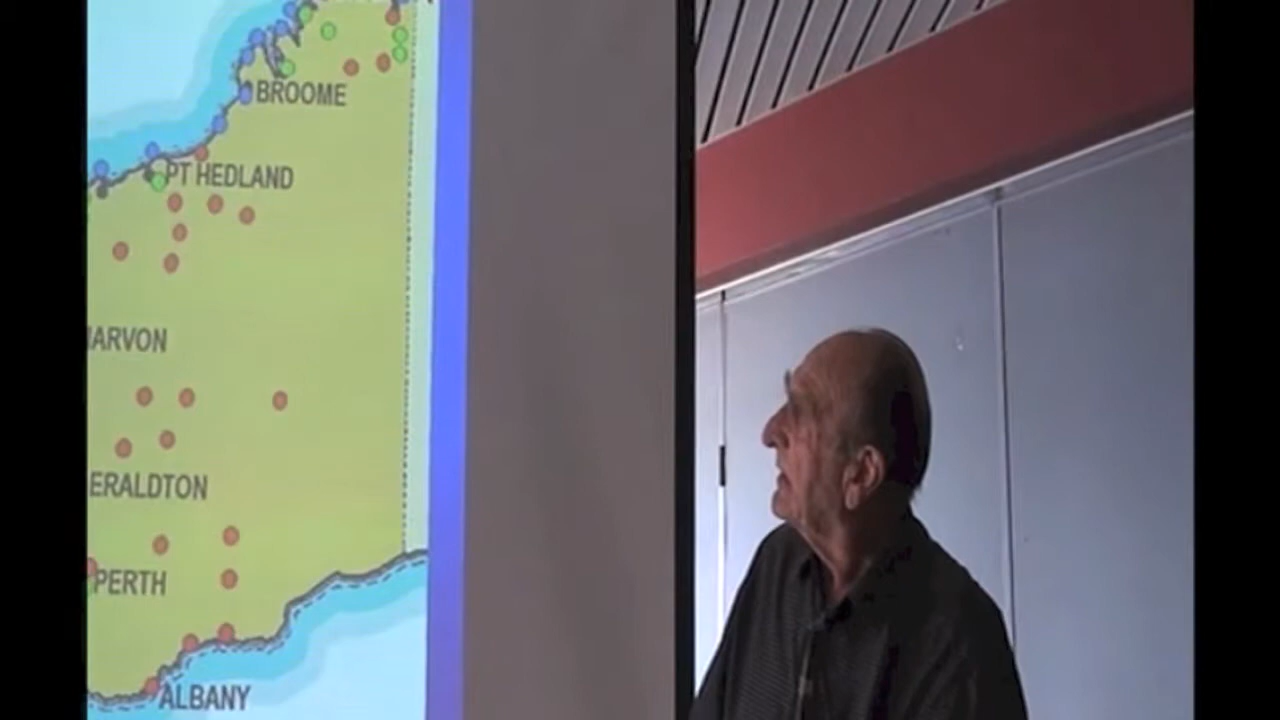 BROOME
PT HEDLAND
ARVON
ERALDTON
PERTH
ALBANY